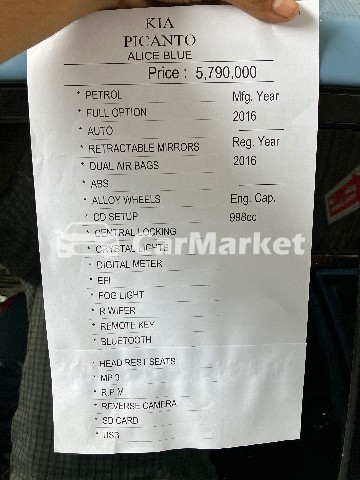 KIA
PICANTO
ALICE BLUE
Price : 5,790,000
* PETROL
Mfg. Year
* FULL OPTION
2016
* AUTO
* RETRACTABLE MIRRORS
Reg. Year
* DUAL AIR BAGS
2016
* ABS
* ALLOY WHEELS
Eng. Cap.
* CD SETUP
998cc
* CENTRAL LOCKING
* CRYSTAL LIGHTS
CarMarket
* DIGITAL METER
* EFI
* FOG LIGHT
* R.WIPER
* REMOTE KEY
* BLUETOOTH
* HEAD REST SEATS
* MP 3
* R.P.M
* REVERSE CAMERA
* SD CARD
* USB